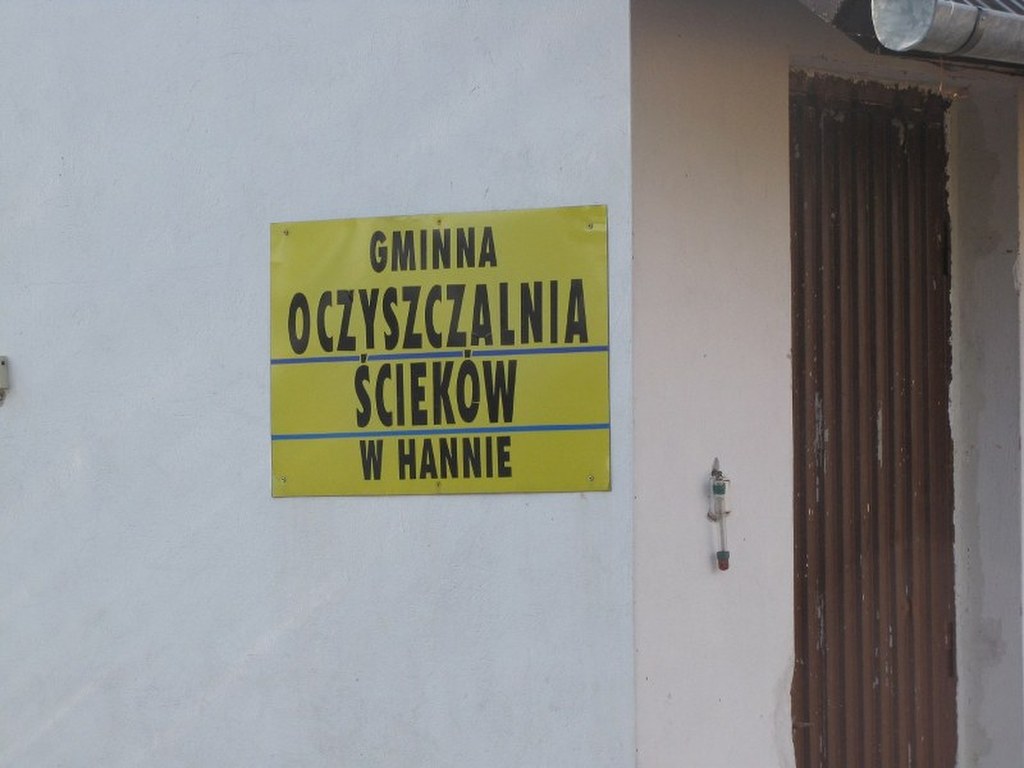 GMINNA
OCZYSZCZALNIA
ŚCIEKÓW
W HANNIE